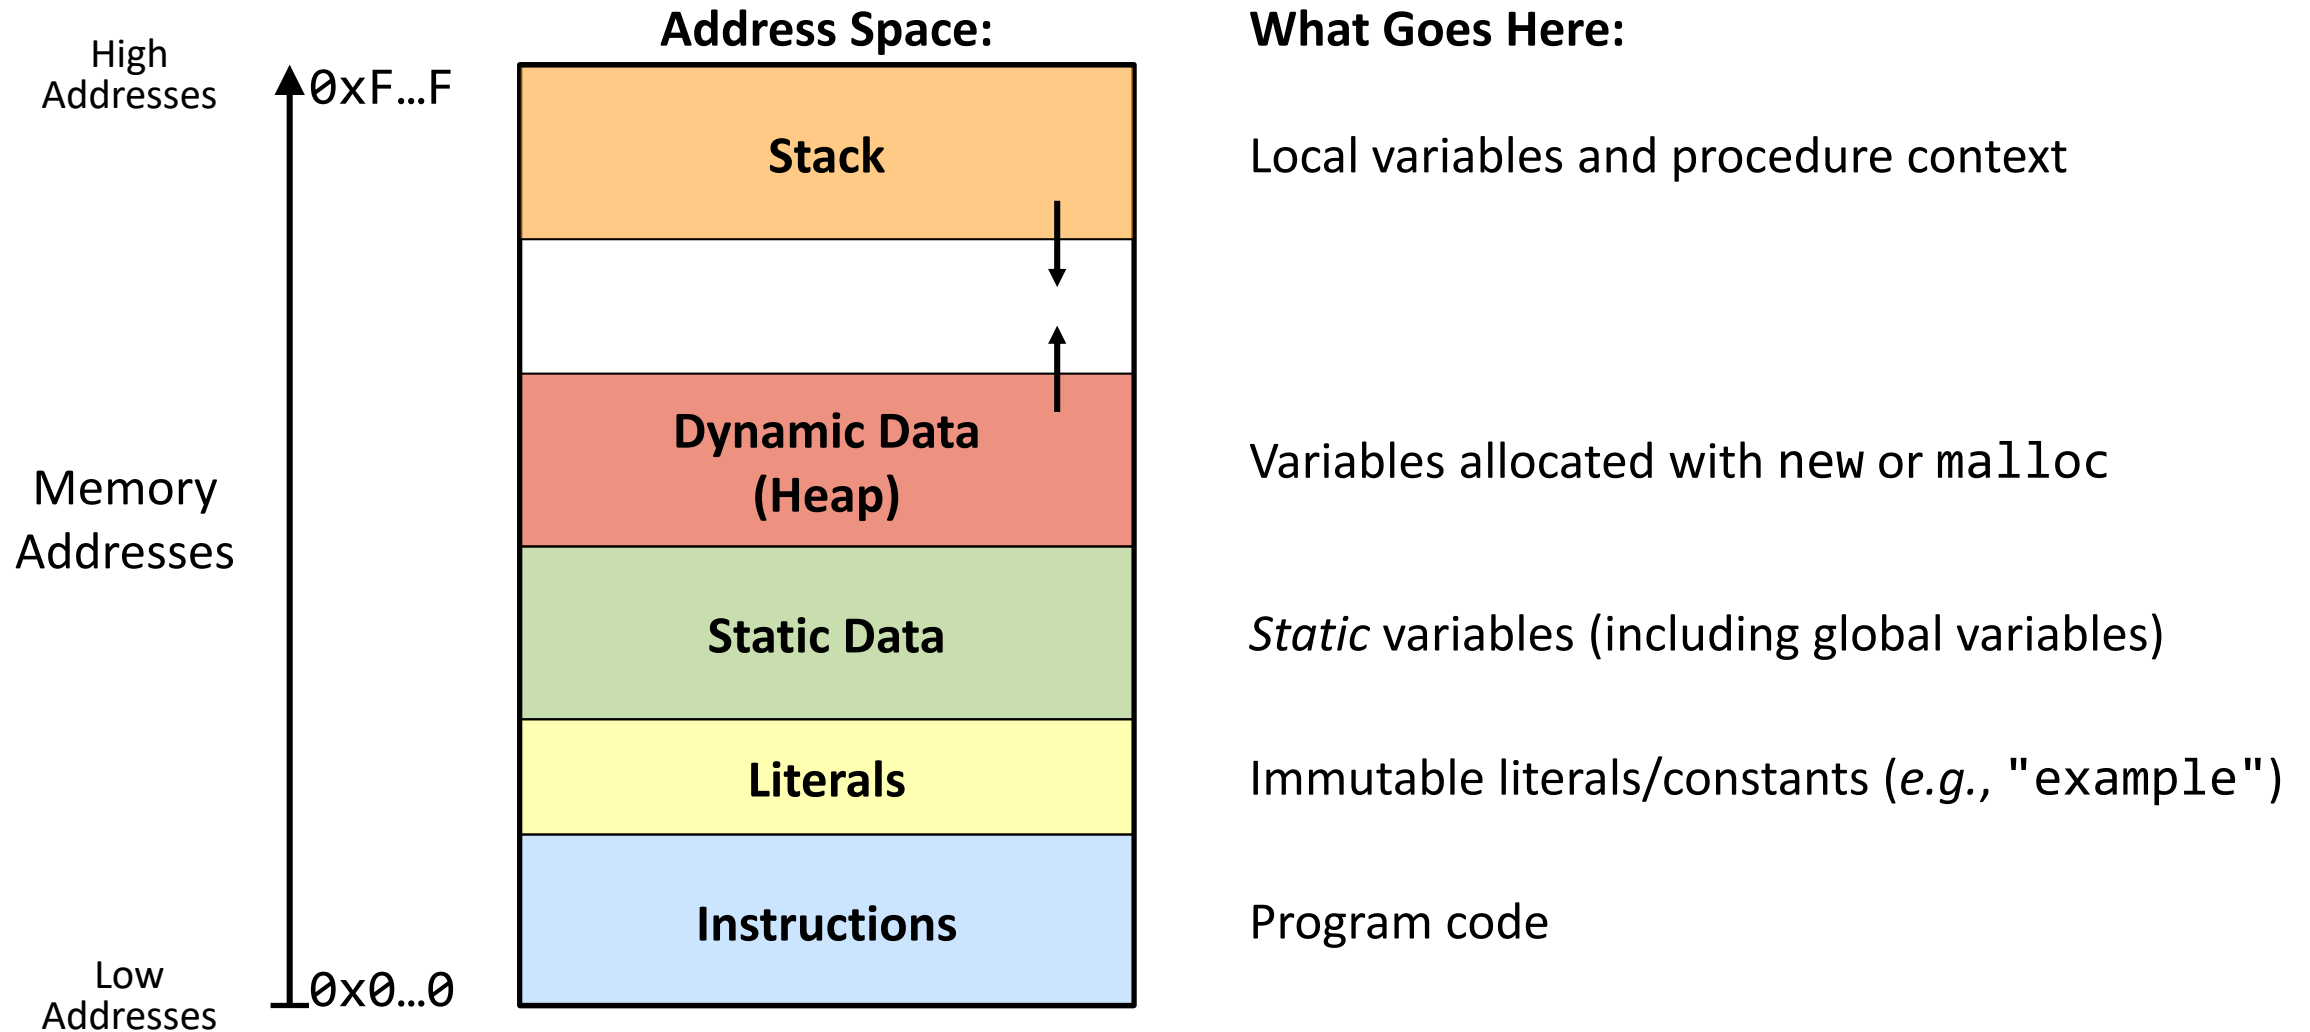 Address Space:
What Goes Here:
High
Addresses
0xF…F
Stack
Local variables and procedure context
Dynamic Data
(Heap)
Variables allocated with new or malloc
Memory
Addresses
Static Data
Static variables (including global variables)
Literals
Immutable literals/constants (e.g., "example")
Instructions
Program code
Low
Addresses
0x0…0